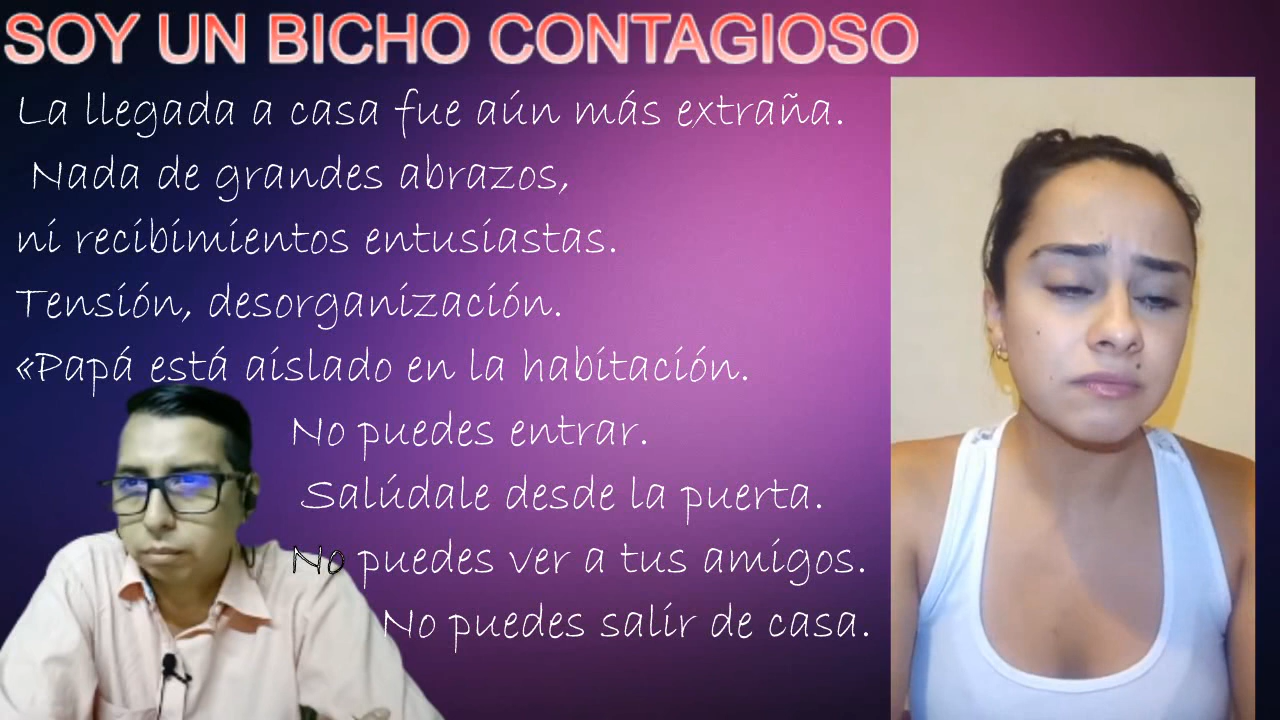 SOY UN BICHO CONTAGIOSO
La llegada a casa fue aún más extraña.
Nada de grandes abrazos,
ni recibimientos entusiastas.
Tensión, desorganización.
«Papá está aislado en la habitación.
No puedes entrar.
Salúdale desde la puerta.
No puedes ver a tus amigos.
No puedes salir de casa.